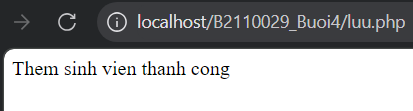 localhost/B2110029_Buoi4/luu.php
Them sinh vien thanh cong